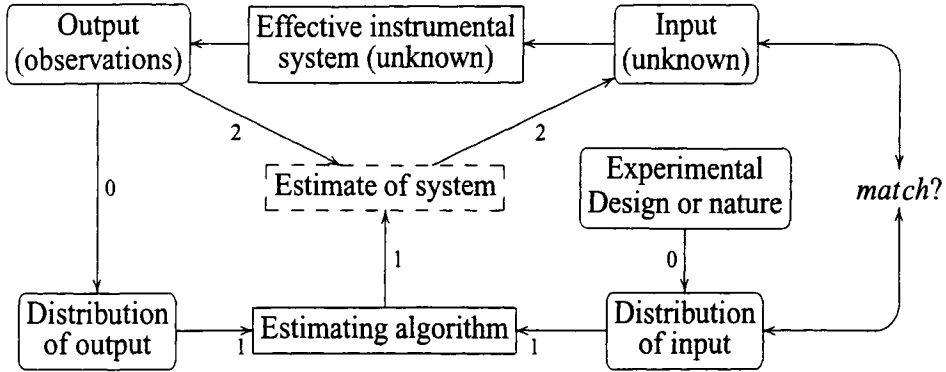 Output
(observations)
Effective instrumental
system (unknown)
Input
(unknown)
2
2
0
Estimate of system
Experimental
Design or nature
match?
1
0
Distribution
of output
1
Estimating algorithm
1
Distribution
of input